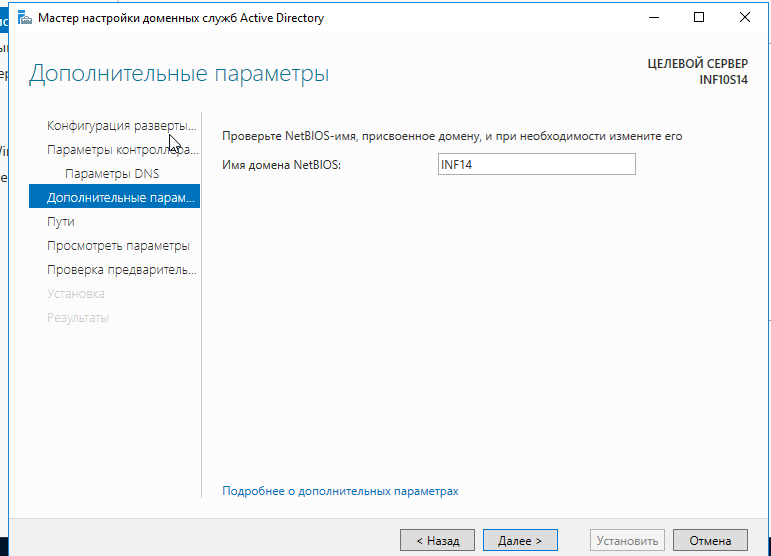 Мастер настройки доменных служб Active Directory
Дополнительные параметры
ЦЕЛЕВОЙ СЕРВЕР
INF10S14
Конфигурация разверты...
Параметры контроллера...
Параметры DNS
Дополнительные парам...
Пути
Просмотреть параметры
Проверка предваритель...
Установка
Результаты
Проверьте NetBIOS-имя, присвоенное домену, и при необходимости измените его
Имя домена NetBIOS: INF14
Подробнее о дополнительных параметрах
< Назад Далее > Установить Отмена